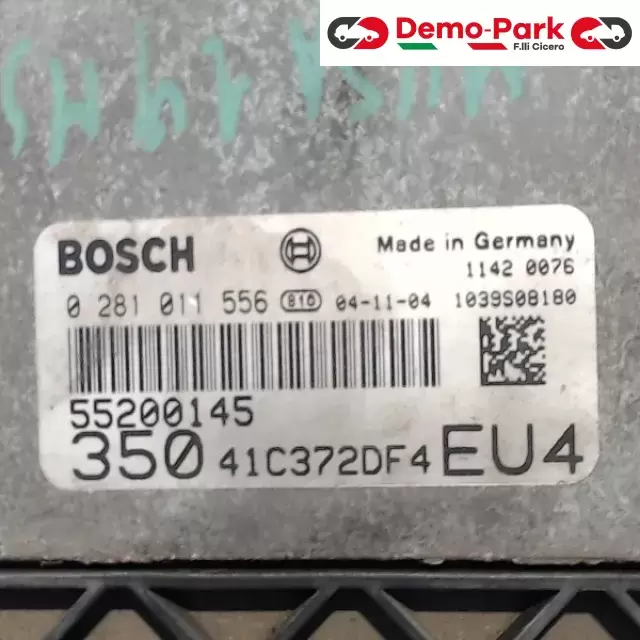 Demo-Park
F.lli Cicero
BOSCH
Made in Germany
1142 0076
0 281 011 556 810 04-11-04 1039S08180
55200145
350 41C372DF4 EU4